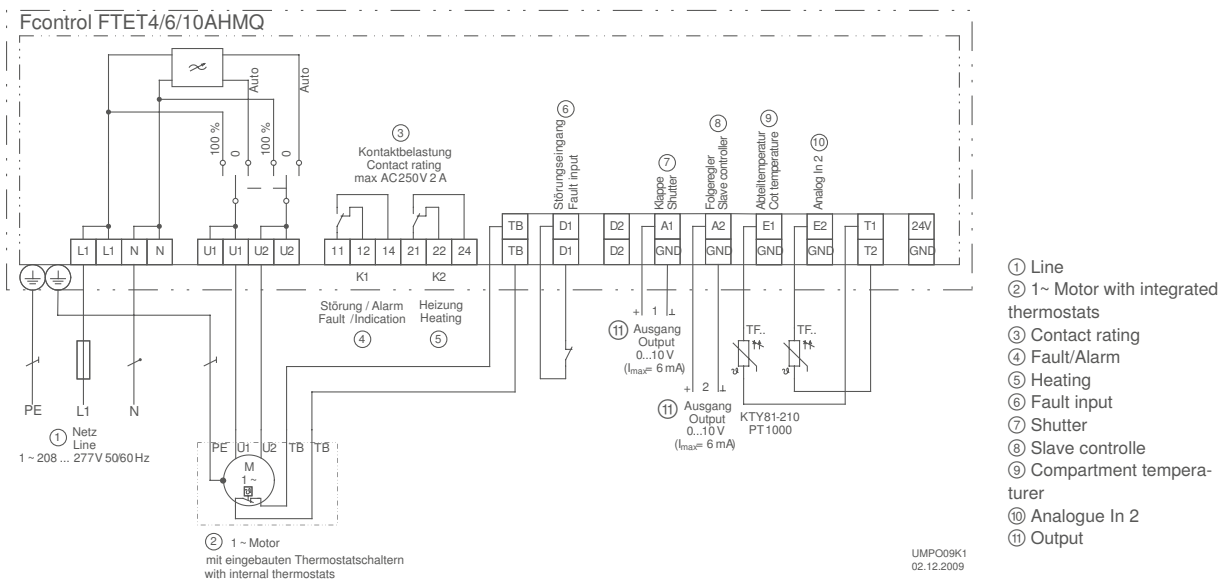 Fcontrol FTET4/6/10AHMQ
Auto
Auto
100 %
0
100 %
0
③
Kontaktbelastung
Contact rating
max AC250V 2 A
⑥
Störungseingang
Fault input
⑦
Klappe
Shutter
⑧
Folgeregler
Slave controller
⑨
Abteiltemperatur
Cot temperature
⑩
Analog In 2
TB D1 D2 A1 A2 E1 E2 T1 24V
TB D1 D2 GND GND GND GND T2 GND
L1 L1 N N U1 U1 U2 U2 11 12 14 21 22 24
K1 K2
Störung / Alarm
Fault /Indication
④
Heizung
Heating
⑤
+ 1 ⊥
⑪ Ausgang
Output
0...10 V
(Imax= 6 mA)
+ 2 ⊥
⑪ Ausgang
Output
0...10 V
(Imax= 6 mA)
TF.. TF..
KTY81-210
PT1000
PE L1 N
① Netz
Line
1 ~ 208 ... 277V 50/60Hz
PE U1 U2 TB TB
M
1 ~
② 1 ~ Motor
mit eingebauten Thermostatschaltern
with internal thermostats
UMPO09K1
02.12.2009
① Line
② 1~ Motor with integrated
thermostats
③ Contact rating
④ Fault/Alarm
⑤ Heating
⑥ Fault input
⑦ Shutter
⑧ Slave controlle
⑨ Compartment tempera-
turer
⑩ Analogue In 2
⑪ Output